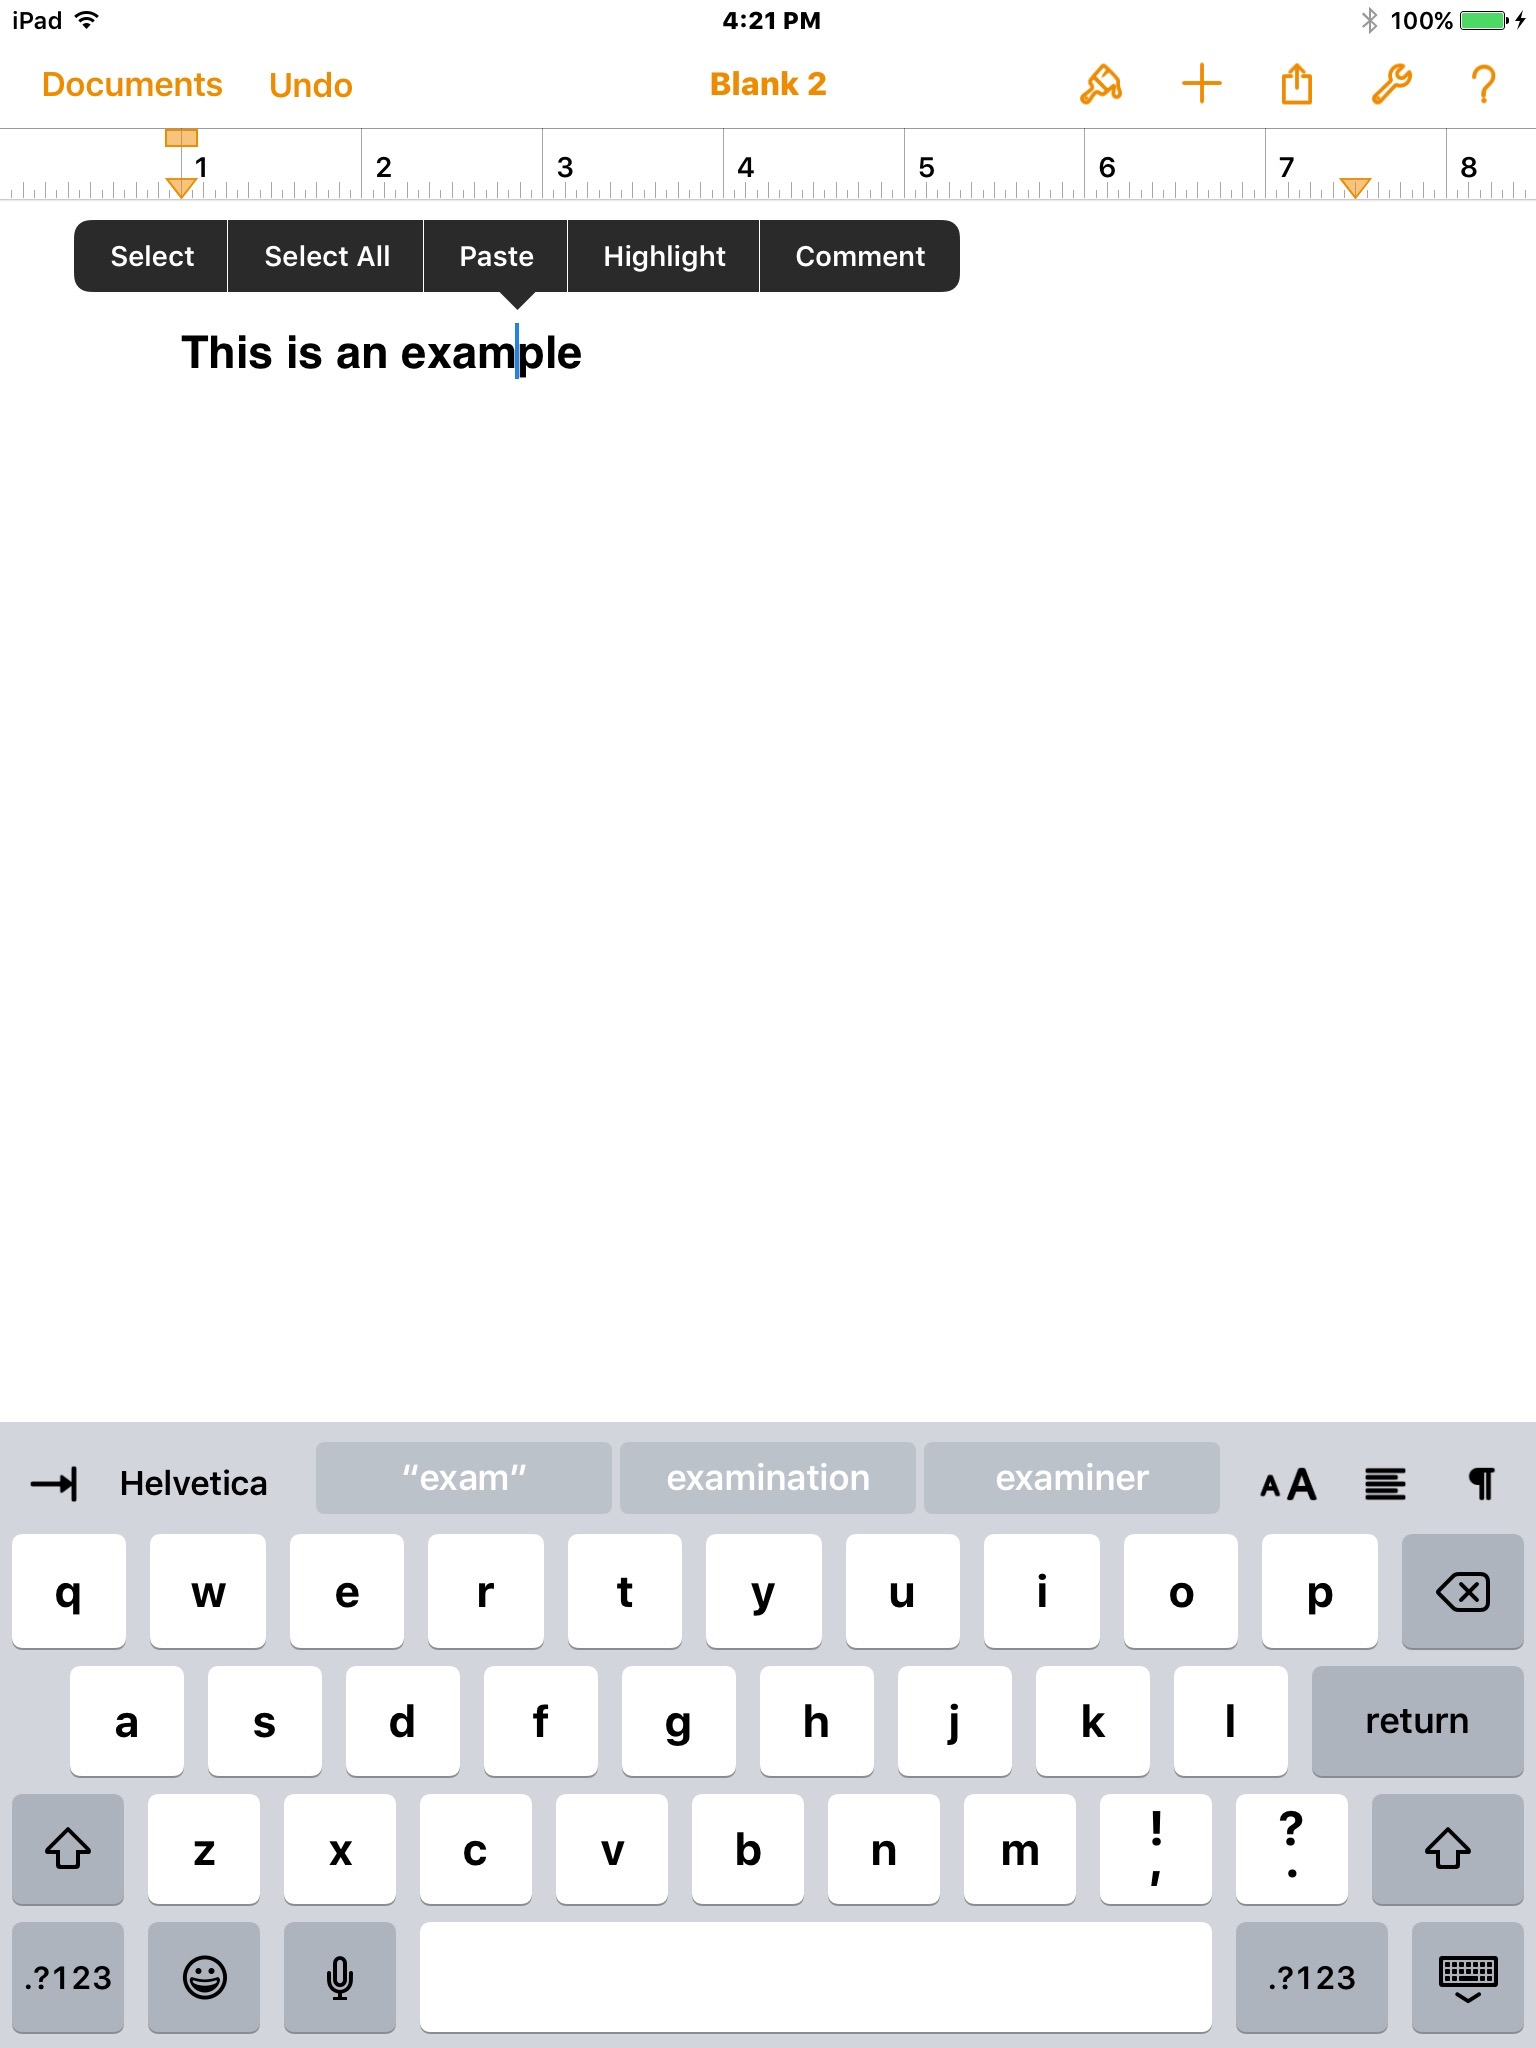 iPad 4:21 PM 100%
Documents Undo Blank 2
1 2 3 4 5 6 7 8
Select Select All Paste Highlight Comment
This is an example
Helvetica “exam” examination examiner AA ¶
q w e r t y u i o p
a s d f g h j k l return
z x c v b n m ! , ? .
.?123 .?123